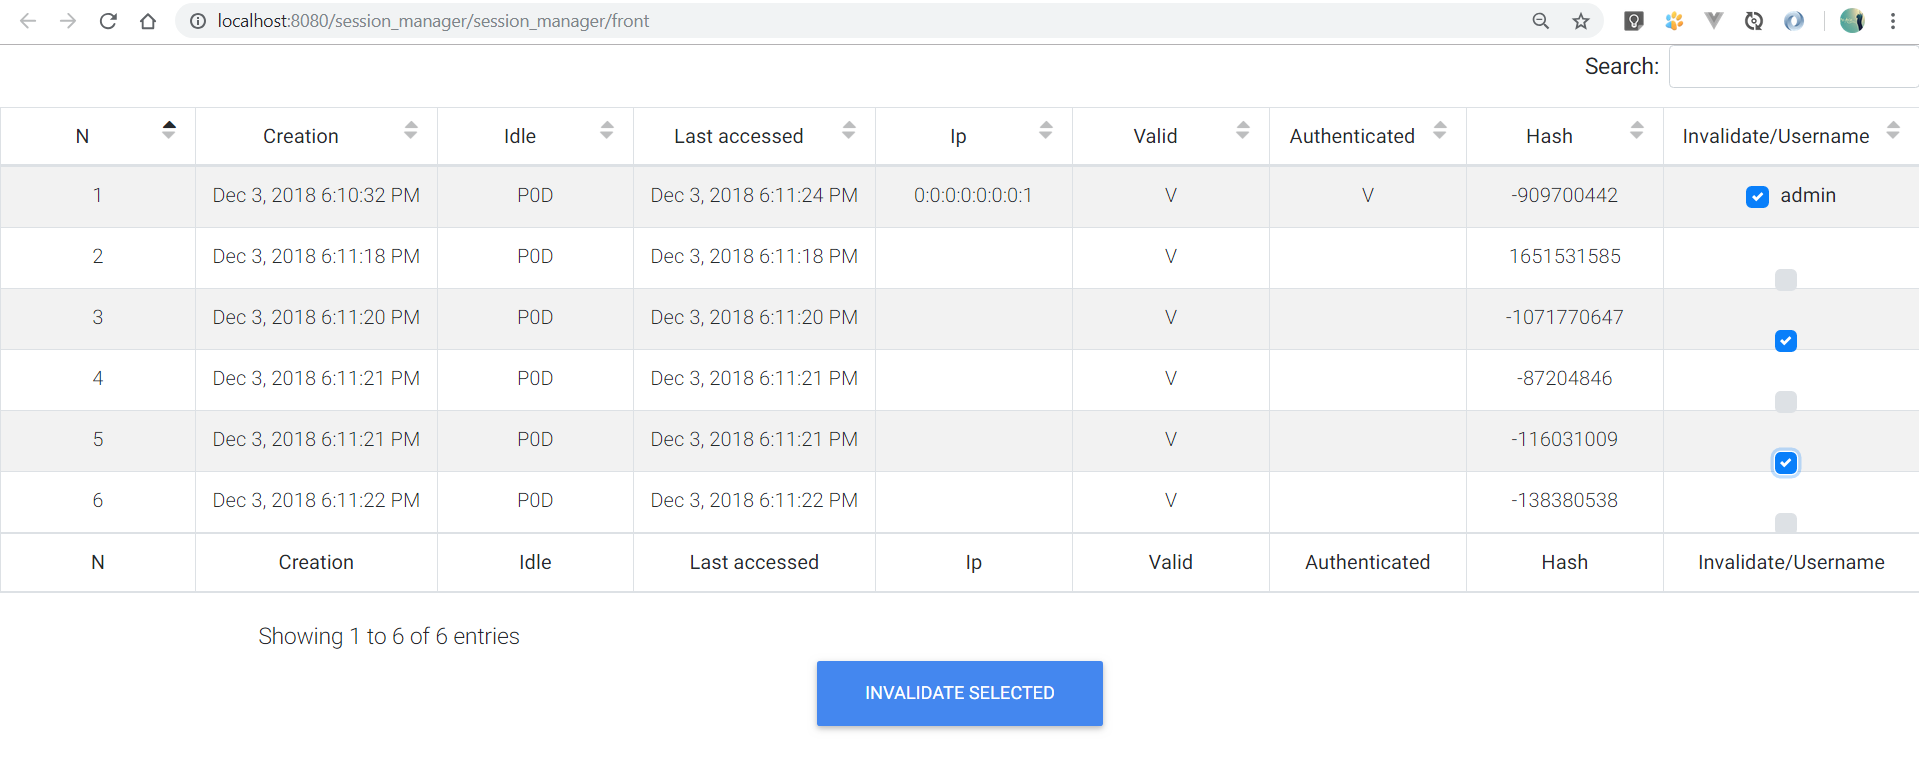 localhost:8080/session_manager/session_manager/front
Search:
N Creation Idle Last accessed Ip Valid Authenticated Hash Invalidate/Username
1 Dec 3, 2018 6:10:32 PM P0D Dec 3, 2018 6:11:24 PM 0:0:0:0:0:0:0:1 V V -909700442 admin
2 Dec 3, 2018 6:11:18 PM P0D Dec 3, 2018 6:11:18 PM V 1651531585
3 Dec 3, 2018 6:11:20 PM P0D Dec 3, 2018 6:11:20 PM V -1071770647
4 Dec 3, 2018 6:11:21 PM P0D Dec 3, 2018 6:11:21 PM V -87204846
5 Dec 3, 2018 6:11:21 PM P0D Dec 3, 2018 6:11:21 PM V -116031009
6 Dec 3, 2018 6:11:22 PM P0D Dec 3, 2018 6:11:22 PM V -138380538
N Creation Idle Last accessed Ip Valid Authenticated Hash Invalidate/Username
Showing 1 to 6 of 6 entries
INVALIDATE SELECTED